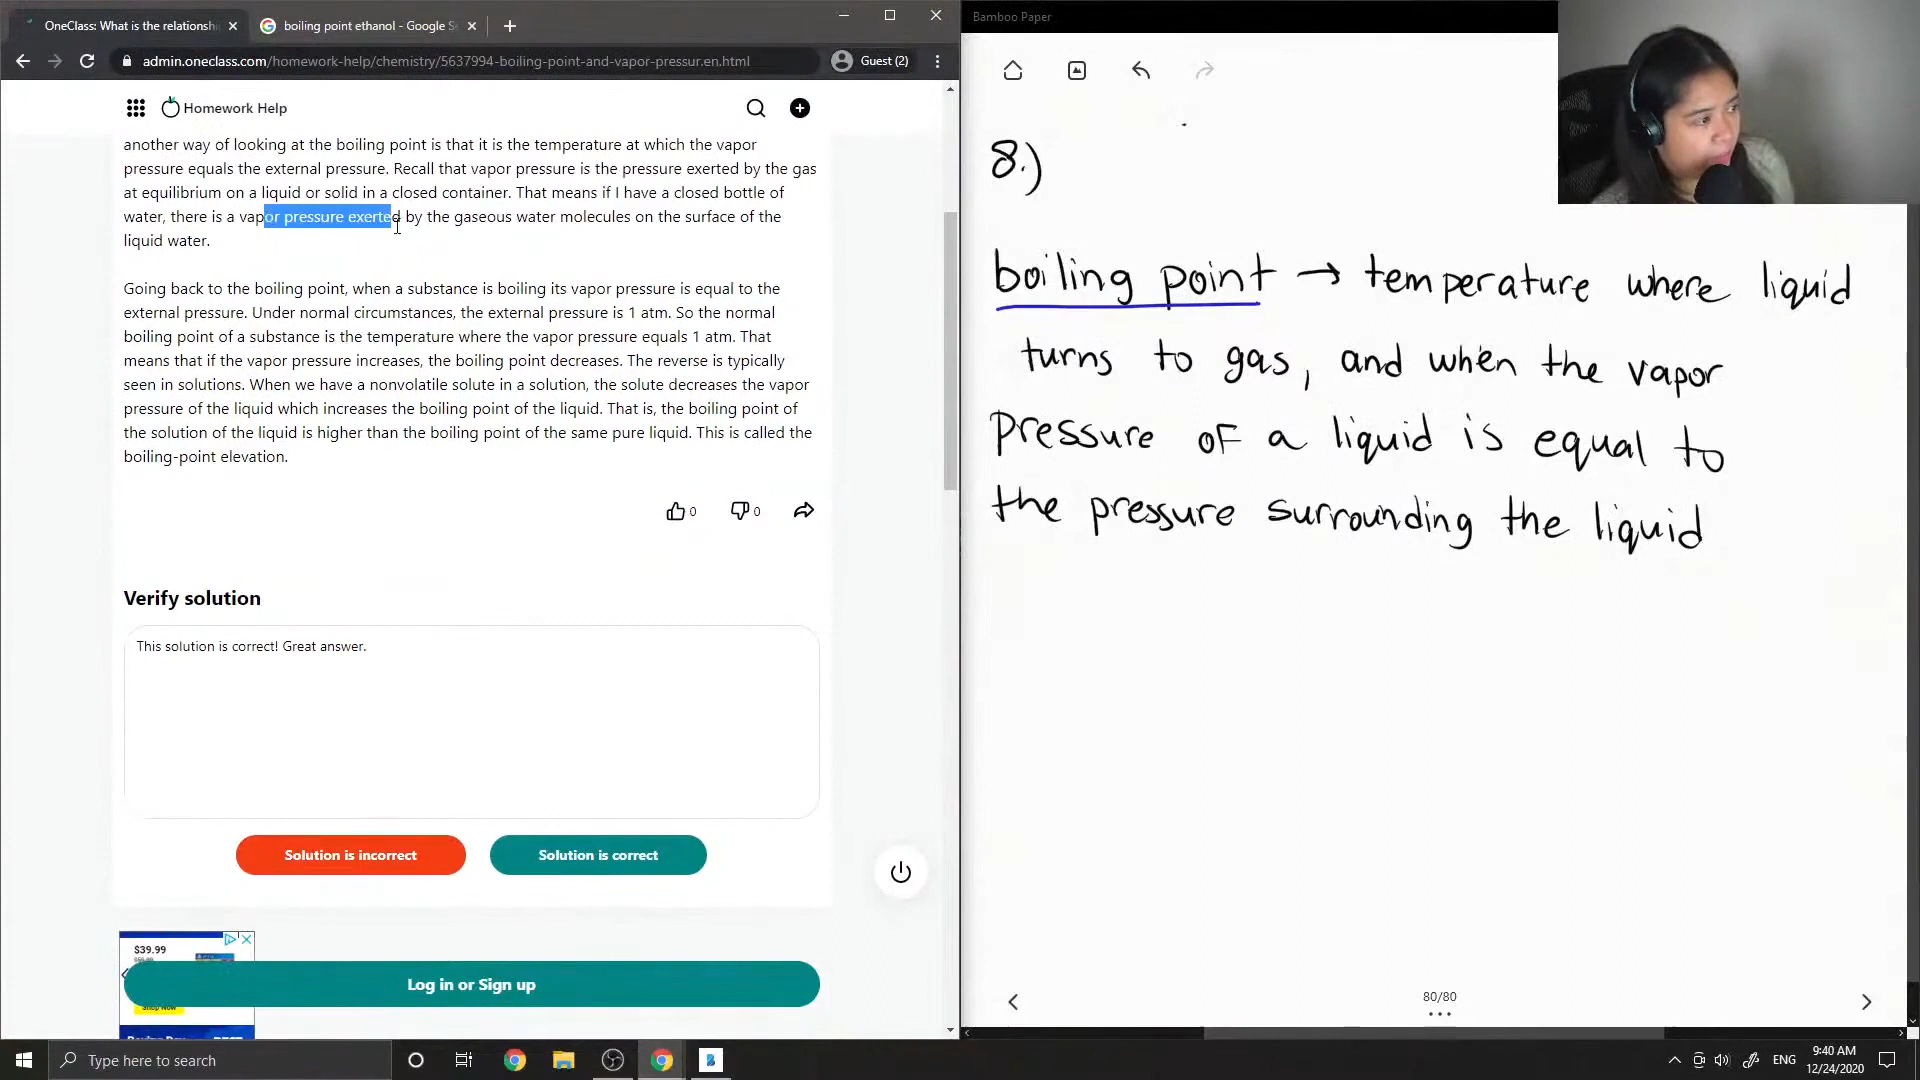 OneClass: What is the relationsh
boiling point ethanol - Google S
admin.oneclass.com/homework-help/chemistry/5637994-boiling-point-and-vapor-pressur.en.html
Guest (2)
Homework Help
another way of looking at the boiling point is that it is the temperature at which the vapor
pressure equals the external pressure. Recall that vapor pressure is the pressure exerted by the gas
at equilibrium on a liquid or solid in a closed container. That means if I have a closed bottle of
water, there is a vapor pressure exerted by the gaseous water molecules on the surface of the
liquid water.
Going back to the boiling point, when a substance is boiling its vapor pressure is equal to the
external pressure. Under normal circumstances, the external pressure is 1 atm. So the normal
boiling point of a substance is the temperature where the vapor pressure equals 1 atm. That
means that if the vapor pressure increases, the boiling point decreases. The reverse is typically
seen in solutions. When we have a nonvolatile solute in a solution, the solute decreases the vapor
pressure of the liquid which increases the boiling point of the liquid. That is, the boiling point of
the solution of the liquid is higher than the boiling point of the same pure liquid. This is called the
boiling-point elevation.
0 0
Verify solution
This solution is correct! Great answer.
Solution is incorrect
Solution is correct
$39.99
Shop Now
Log in or Sign up
Bamboo Paper
8.)
boiling point → temperature where liquid
turns to gas, and when the vapor
pressure of a liquid is equal to
the pressure surrounding the liquid
80/80
Type here to search
ENG
9:40 AM
12/24/2020